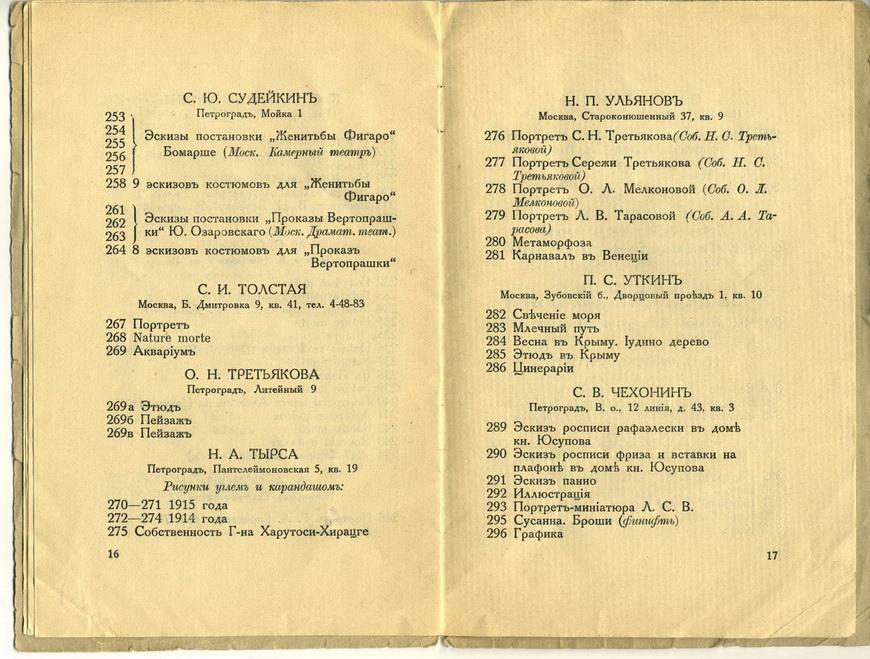 С. Ю. СУДЕЙКИНЪ
Петроградъ, Мойка 1
253
254
255
256
257
Эскизы постановки „Женитьбы Фигаро“
Бомарше (Моск. Камерный театръ)
258 9 эскизовъ костюмовъ для „Женитьбы
Фигаро“
261
262
263
Эскизы постановки „Проказы Вертопраш-
ки“ Ю. Озаровскаго (Моск. Драмат. театр.)
264 8 эскизовъ костюмовъ для „Проказъ
Вертопрашки“
С. И. ТОЛСТАЯ
Москва, Б. Дмитровка 9, кв. 41, тел. 4-48-83
267 Портретъ
268 Nature morte
269 Акваріумъ
О. Н. ТРЕТЬЯКОВА
Петроградъ, Литейный 9
269а Этюдъ
269б Пейзажъ
269в Пейзажъ
Н. А. ТЫРСА
Петроградъ, Пантелеймоновская 5, кв. 19
Рисунки углемъ и карандашомъ:
270—271 1915 года
272—274 1914 года
275 Собственность Г-на Харутоси-Хирацге
16
Н. П. УЛЬЯНОВЪ
Москва, Староконюшенный 37, кв. 9
276 Портретъ С. Н. Третьякова (Соб. Н. С. Треть-
яковой)
277 Портретъ Сережи Третьякова (Соб. Н. С.
Третьяковой)
278 Портретъ О. Л. Мелконовой (Соб. О. Л.
Мелконовой)
279 Портретъ Л. В. Тарасовой (Соб. А. А. Та-
расова)
280 Метаморфоза
281 Карнавалъ въ Венеціи
П. С. УТКИНЪ
Москва, Зубовскій б., Дворцовый проѣздъ 1, кв. 10
282 Свѣченіе моря
283 Млечный путь
284 Весна въ Крыму. Іудино дерево
285 Этюдъ въ Крыму
286 Цинераріи
С. В. ЧЕХОНИНЪ
Петроградъ, В. о., 12 линія, д. 43, кв. 3
289 Эскизъ росписи рафаэлески въ домѣ
кн. Юсупова
290 Эскизъ росписи фриза и вставки на
плафонѣ въ домѣ кн. Юсупова
291 Эскизъ панно
292 Иллюстрація
293 Портретъ-миніатюра Л. С. В.
295 Сусанна. Броши (финифть)
296 Графика
17